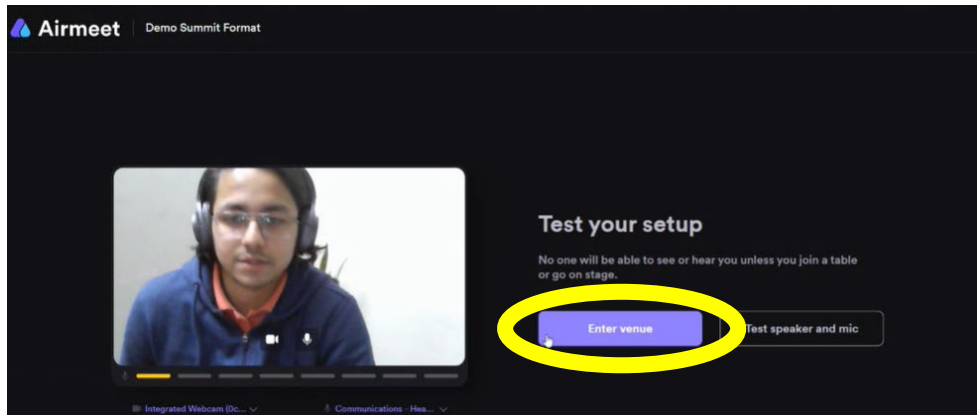 Airmeet
Demo Summit Format
Test your setup
No one will be able to see or hear you unless you join a table
or go on stage.
Enter venue
Test speaker and mic
Integrated Webcam (0c...
Communications - Hea...